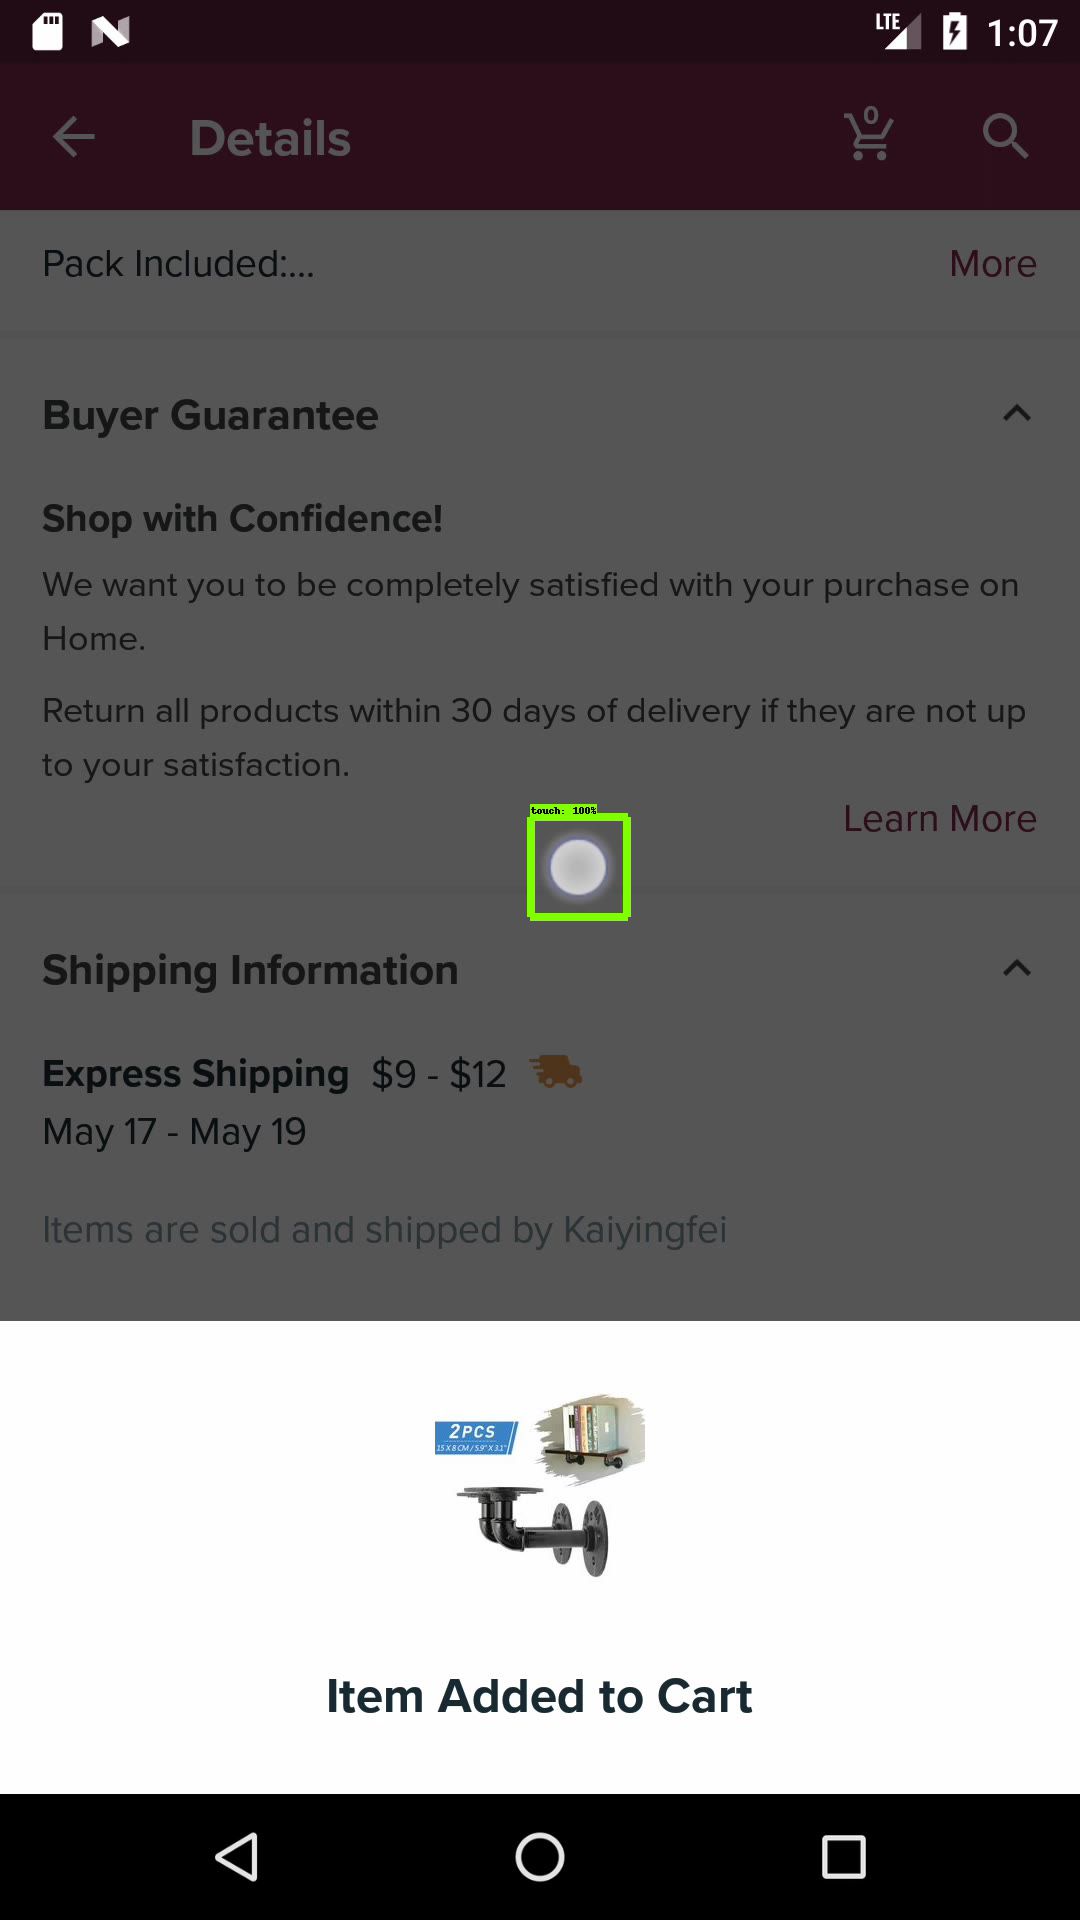 LTE 1:07
Details 0
Pack Included:... More
Buyer Guarantee
Shop with Confidence!
We want you to be completely satisfied with your purchase on
Home.
Return all products within 30 days of delivery if they are not up
to your satisfaction.
touch: 100%
Learn More
Shipping Information
Express Shipping $9 - $12
May 17 - May 19
Items are sold and shipped by Kaiyingfei
2PCS
15 X 8 CM / 5.9" X 3.1"
Item Added to Cart